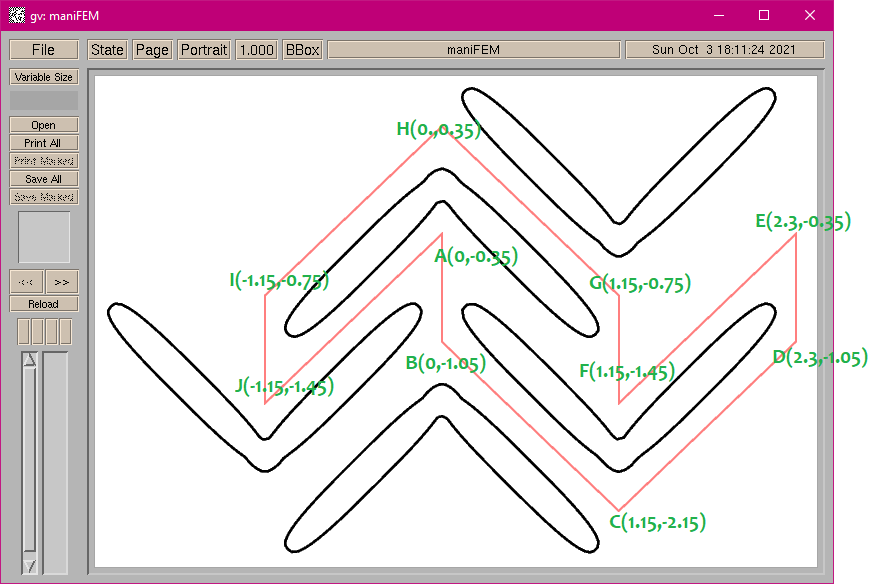 gv: maniFEM
File State Page Portrait 1.000 BBox maniFEM Sun Oct 3 18:11:24 2021
Variable Size
Open
Print All
Print Marked
Save All
Save Marked
<< >>
Reload
H(0.,0.35)
E(2.3,-0.35)
A(0,-0.35)
I(-1.15,-0.75)
G(1.15,-0.75)
D(2.3,-1.05)
B(0,-1.05)
F(1.15,-1.45)
J(-1.15,-1.45)
C(1.15,-2.15)